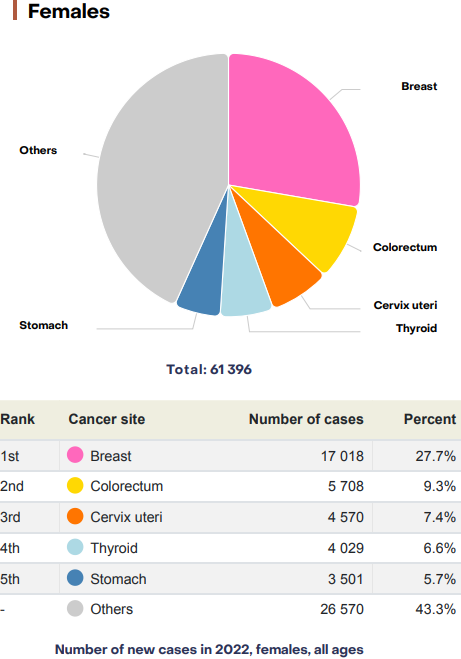 Females
Breast
Others
Colorectum
Cervix uteri
Thyroid
Stomach
Total: 61 396
Rank Cancer site Number of cases Percent
1st Breast 17 018 27.7%
2nd Colorectum 5 708 9.3%
3rd Cervix uteri 4 570 7.4%
4th Thyroid 4 029 6.6%
5th Stomach 3 501 5.7%
- Others 26 570 43.3%
Number of new cases in 2022, females, all ages